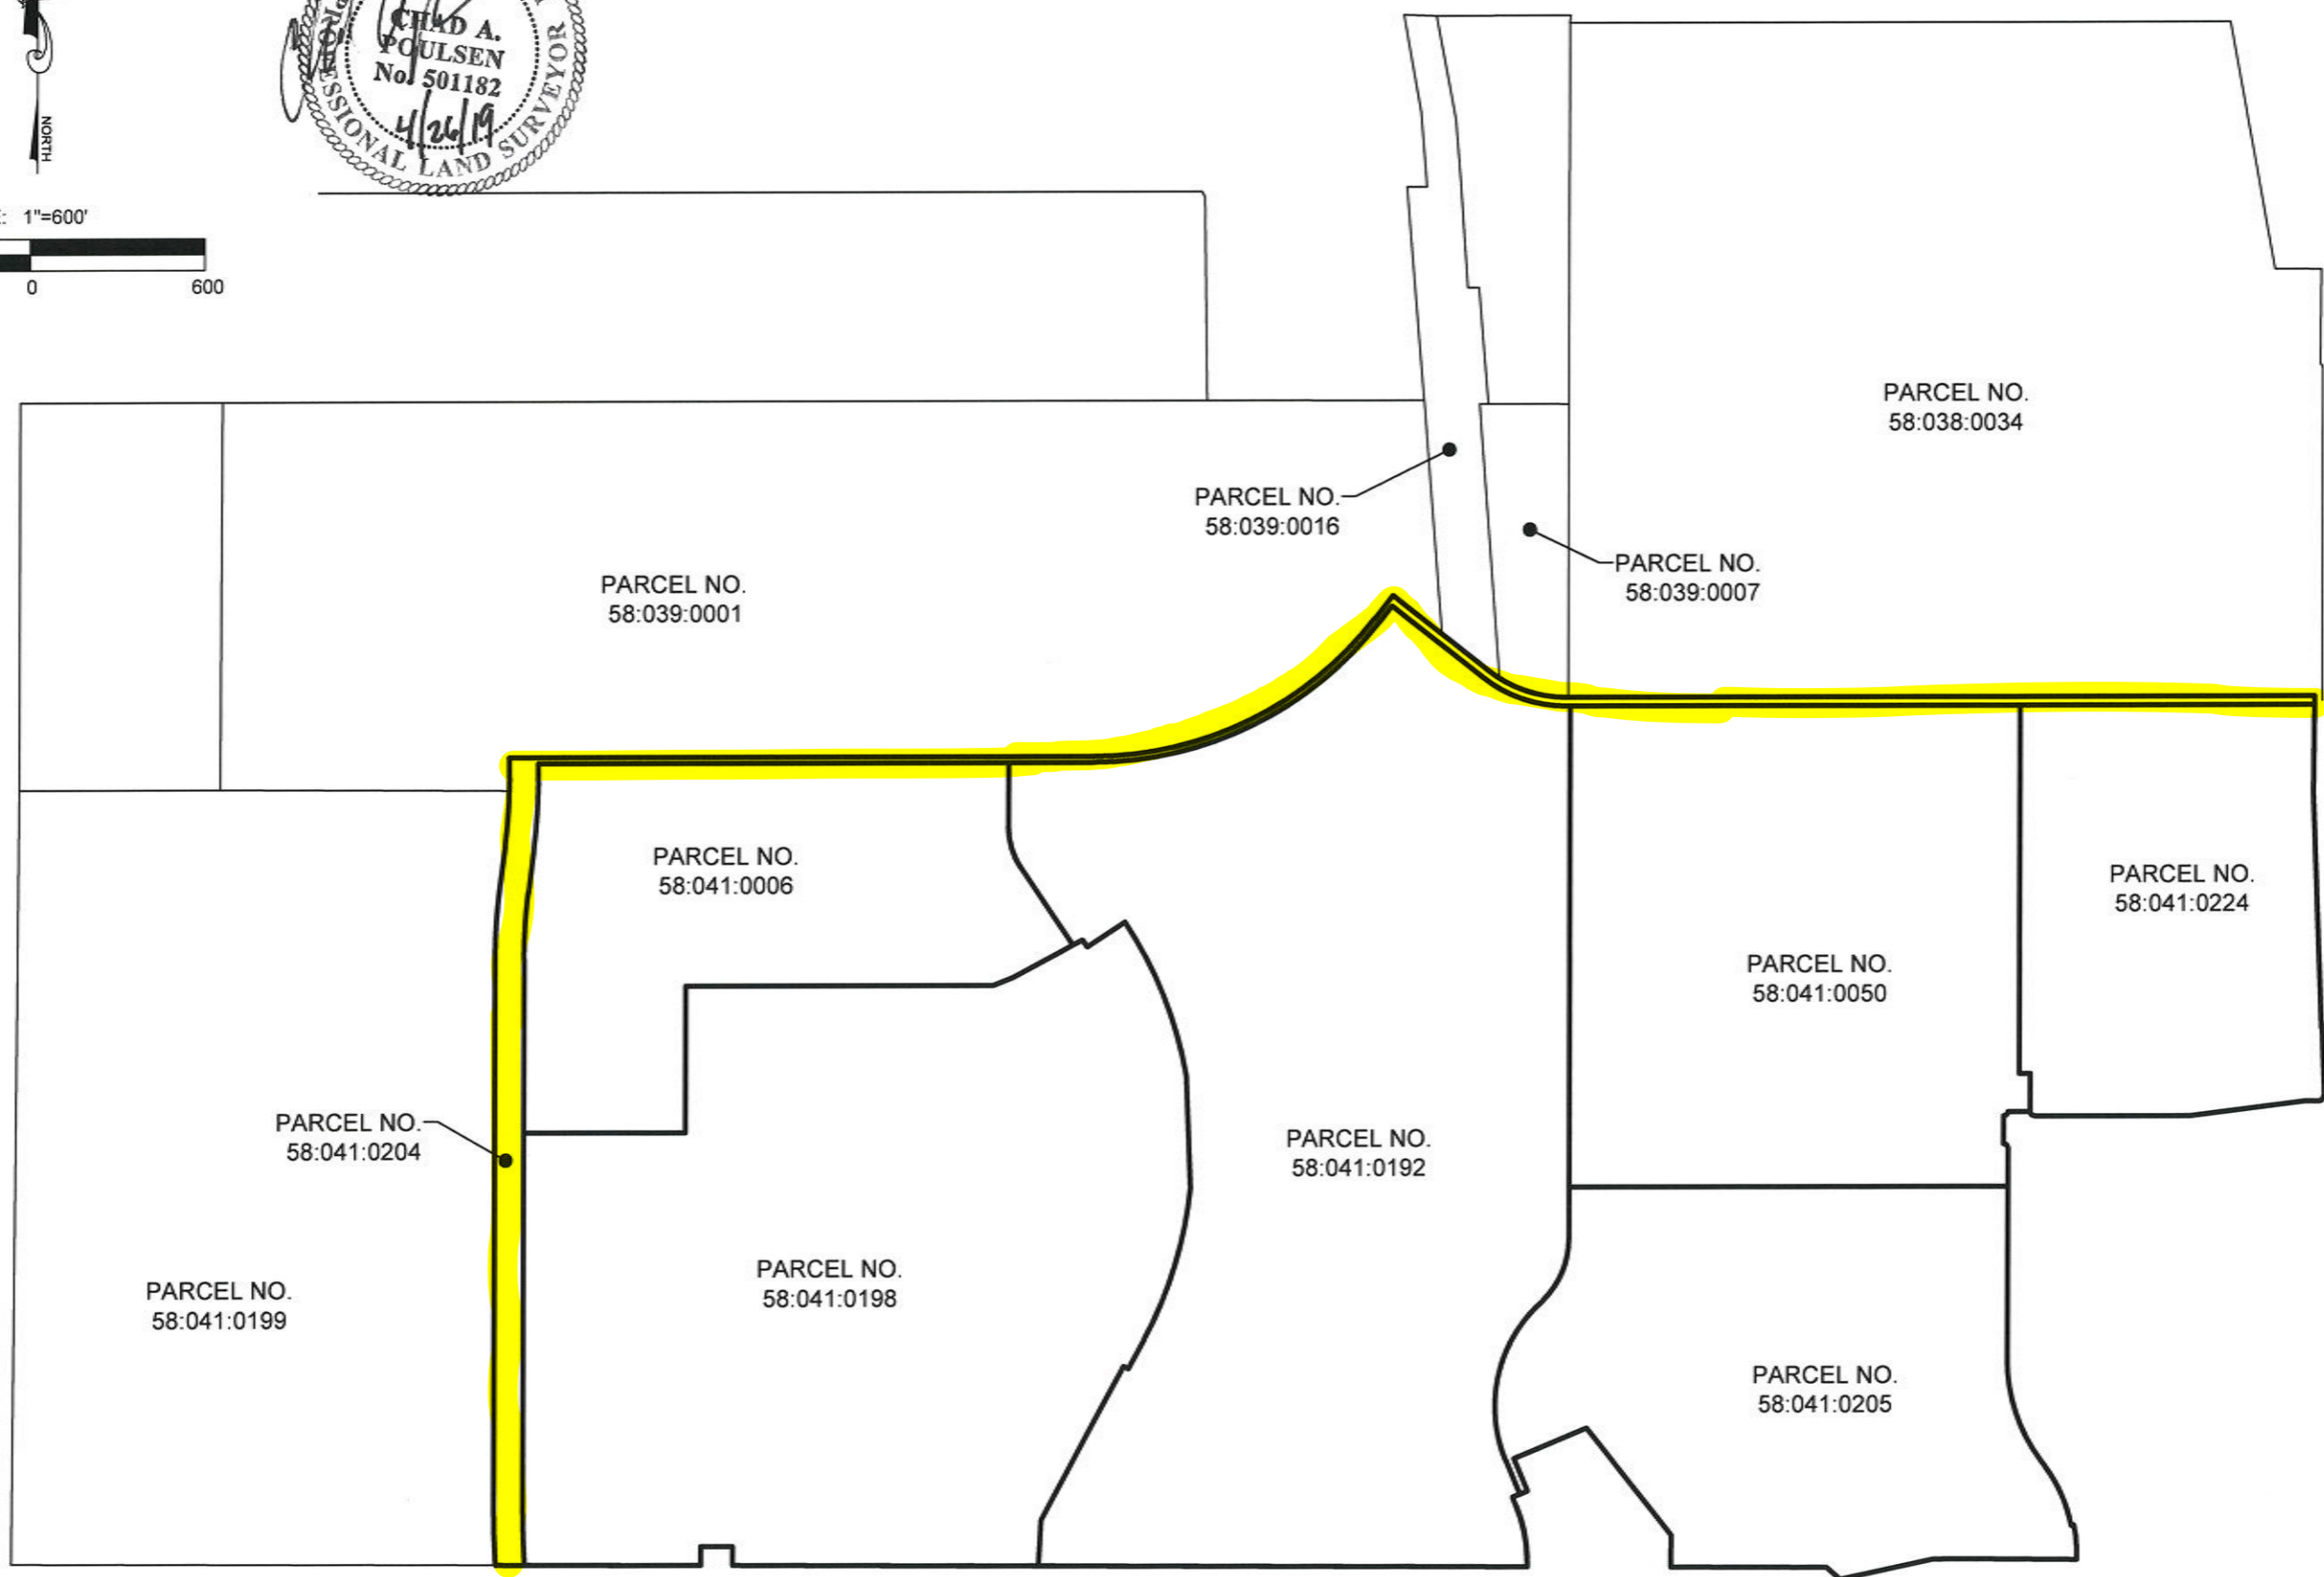 NORTH
CHAD A.
POULSEN
No. 501182
4/26/19
PROFESSIONAL LAND SURVEYOR
: 1"=600'
0 600
PARCEL NO.
58:038:0034
PARCEL NO.
58:039:0016
PARCEL NO.
58:039:0007
PARCEL NO.
58:039:0001
PARCEL NO.
58:041:0006
PARCEL NO.
58:041:0224
PARCEL NO.
58:041:0050
PARCEL NO.
58:041:0204
PARCEL NO.
58:041:0192
PARCEL NO.
58:041:0199
PARCEL NO.
58:041:0198
PARCEL NO.
58:041:0205